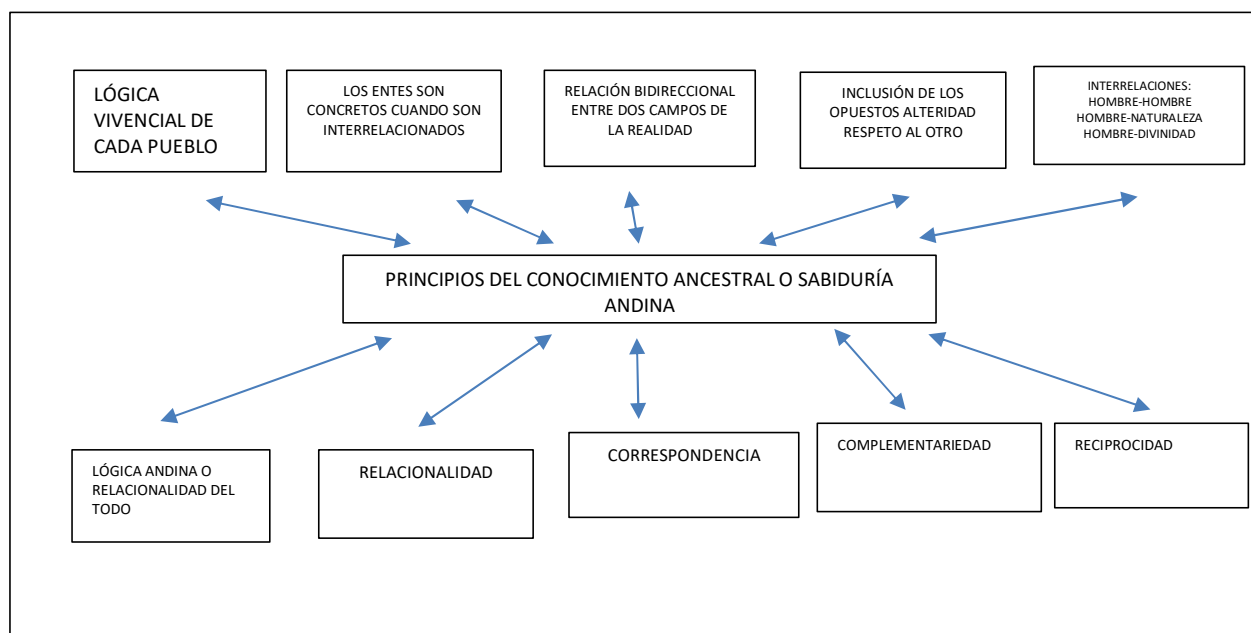 LÓGICA
VIVENCIAL DE
CADA PUEBLO
LOS ENTES SON
CONCRETOS CUANDO SON
INTERRELACIONADOS
RELACIÓN BIDIRECCIONAL
ENTRE DOS CAMPOS DE
LA REALIDAD
INCLUSIÓN DE LOS
OPUESTOS ALTERIDAD
RESPETO AL OTRO
INTERRELACIONES:
HOMBRE-HOMBRE
HOMBRE-NATURALEZA
HOMBRE-DIVINIDAD
PRINCIPIOS DEL CONOCIMIENTO ANCESTRAL O SABIDURÍA
ANDINA
LÓGICA ANDINA O
RELACIONALIDAD DEL
TODO
RELACIONALIDAD
CORRESPONDENCIA
COMPLEMENTARIEDAD
RECIPROCIDAD